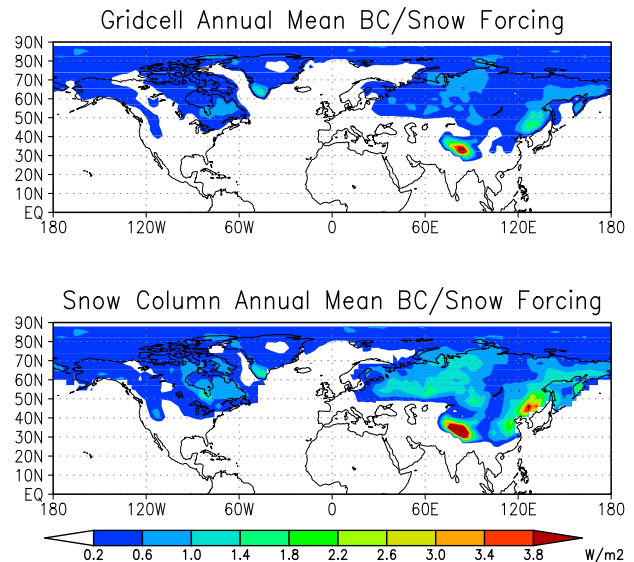 Gridcell Annual Mean BC/Snow Forcing
90N
80N
70N
60N
50N
40N
30N
20N
10N
EQ
180 120W 60W 0 60E 120E 180
Snow Column Annual Mean BC/Snow Forcing
90N
80N
70N
60N
50N
40N
30N
20N
10N
EQ
180 120W 60W 0 60E 120E 180
0.2 0.6 1.0 1.4 1.8 2.2 2.6 3.0 3.4 3.8 W/m2